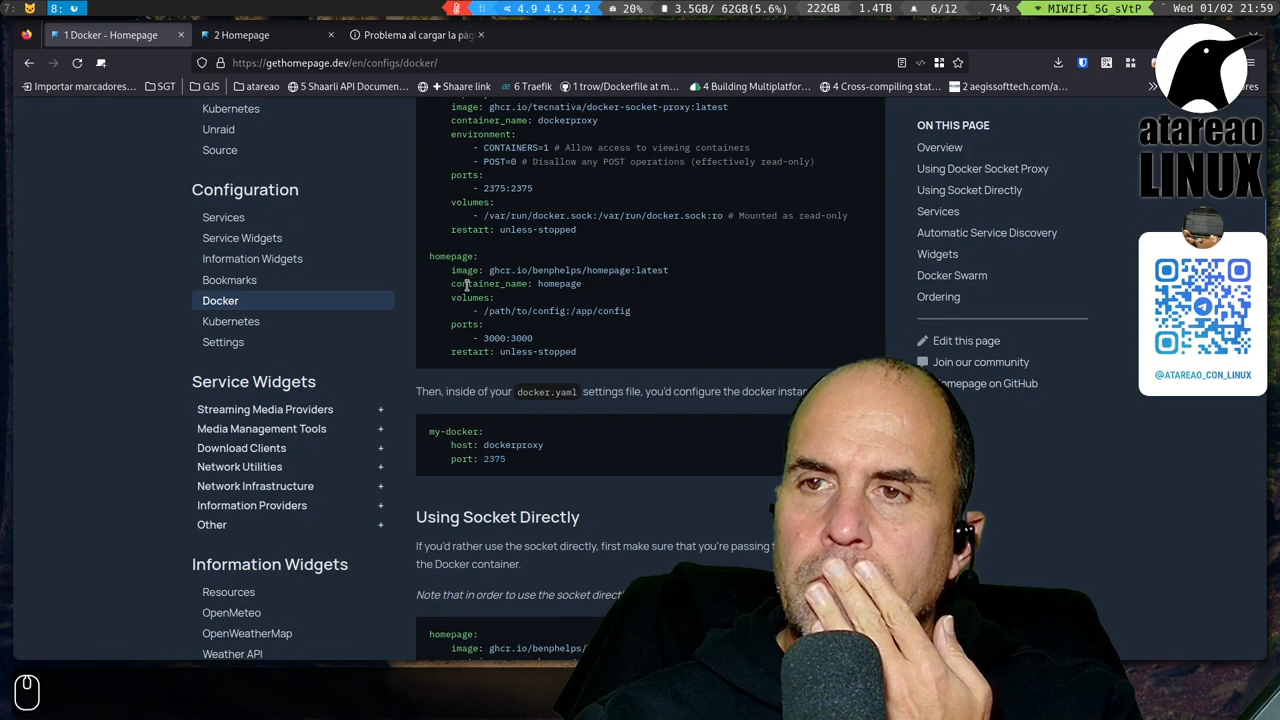 7:
8:
4.9 4.5 4.2
20%
3.5GB/ 62GB(5.6%)
222GB
1.4TB
6/12
74%
MIWIFI 5G sVtP
Wed 01/02
21:59
1 Docker - Homepage
2 Homepage
Problema al cargar la pág
https://gethomepage.dev/en/configs/docker/
Importar marcadores…
SGT
GJS
atareao
5 Shaarli API Documen…
Shaare link
6 Traefik
1 trow/Dockerfile at m…
4 Building Multiplatfor…
4 Cross-compiling stat…
2 aegissofttech.com/a…
ores
atareao
LINUX
@ATAREAO_CON_LINUX
Kubernetes
Unraid
Source
Configuration
Services
Service Widgets
Information Widgets
Bookmarks
Docker
Kubernetes
Settings
Service Widgets
Streaming Media Providers +
Media Management Tools +
Download Clients +
Network Utilities +
Network Infrastructure +
Information Providers +
Other +
Information Widgets
Resources
OpenMeteo
OpenWeatherMap
Weather API
image: ghcr.io/tecnativa/docker-socket-proxy:latest
container_name: dockerproxy
environment:
- CONTAINERS=1 # Allow access to viewing containers
- POST=0 # Disallow any POST operations (effectively read-only)
ports:
- 2375:2375
volumes:
- /var/run/docker.sock:/var/run/docker.sock:ro # Mounted as read-only
restart: unless-stopped
homepage:
image: ghcr.io/benphelps/homepage:latest
container_name: homepage
volumes:
- /path/to/config:/app/config
ports:
- 3000:3000
restart: unless-stopped
Then, inside of your docker.yaml settings file, you'd configure the docker instan
my-docker:
host: dockerproxy
port: 2375
Using Socket Directly
If you'd rather use the socket directly, first make sure that you're passing
the Docker container.
Note that in order to use the socket directl
homepage:
image: ghcr.io/benphelps/
ON THIS PAGE
Overview
Using Docker Socket Proxy
Using Socket Directly
Services
Automatic Service Discovery
Widgets
Docker Swarm
Ordering
Edit this page
Join our community
omepage on GitHub